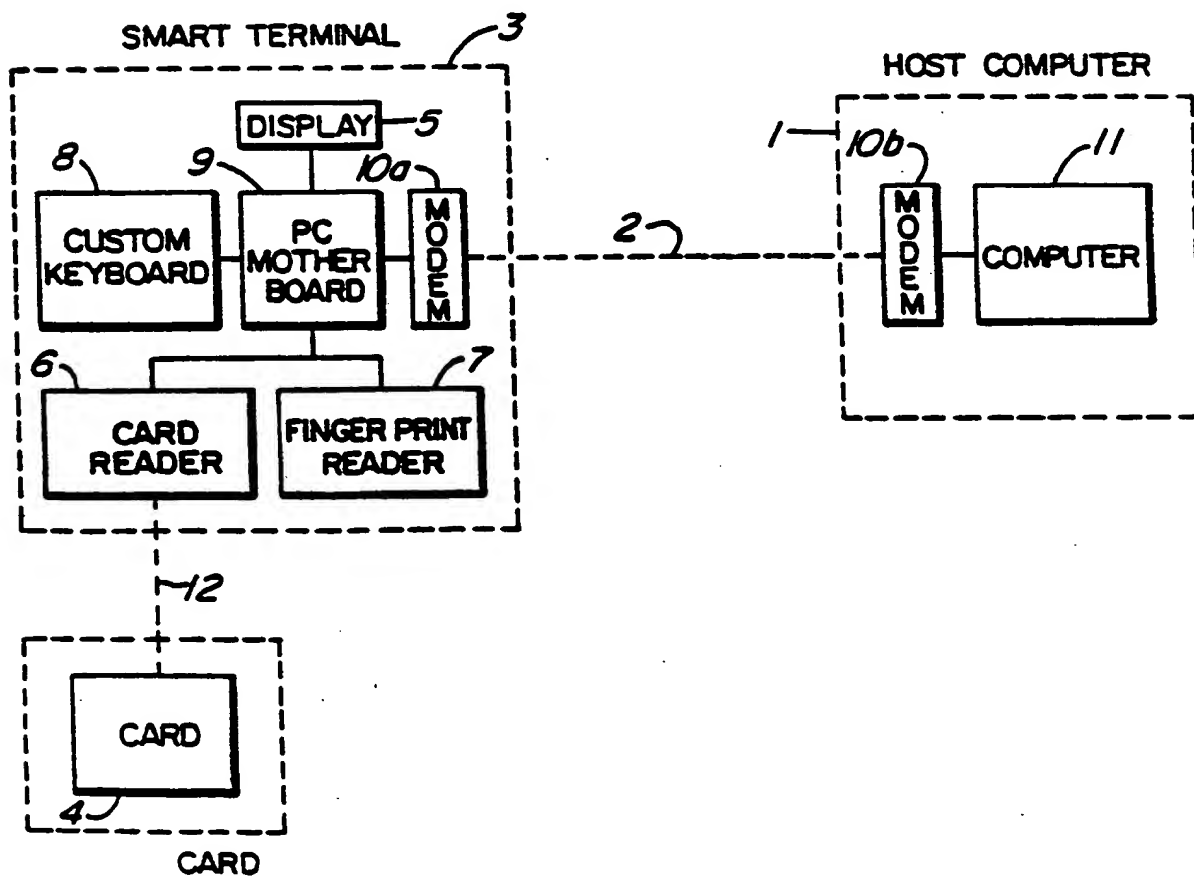 SMART TERMINAL
3
HOST COMPUTER
DISPLAY
5
1
10b
11
8
9
10a
CUSTOM
KEYBOARD
PC
MOTHER
BOARD
MODEM
2
MODEM
COMPUTER
6
7
CARD
READER
FINGER PRINT
READER
12
CARD
4
CARD